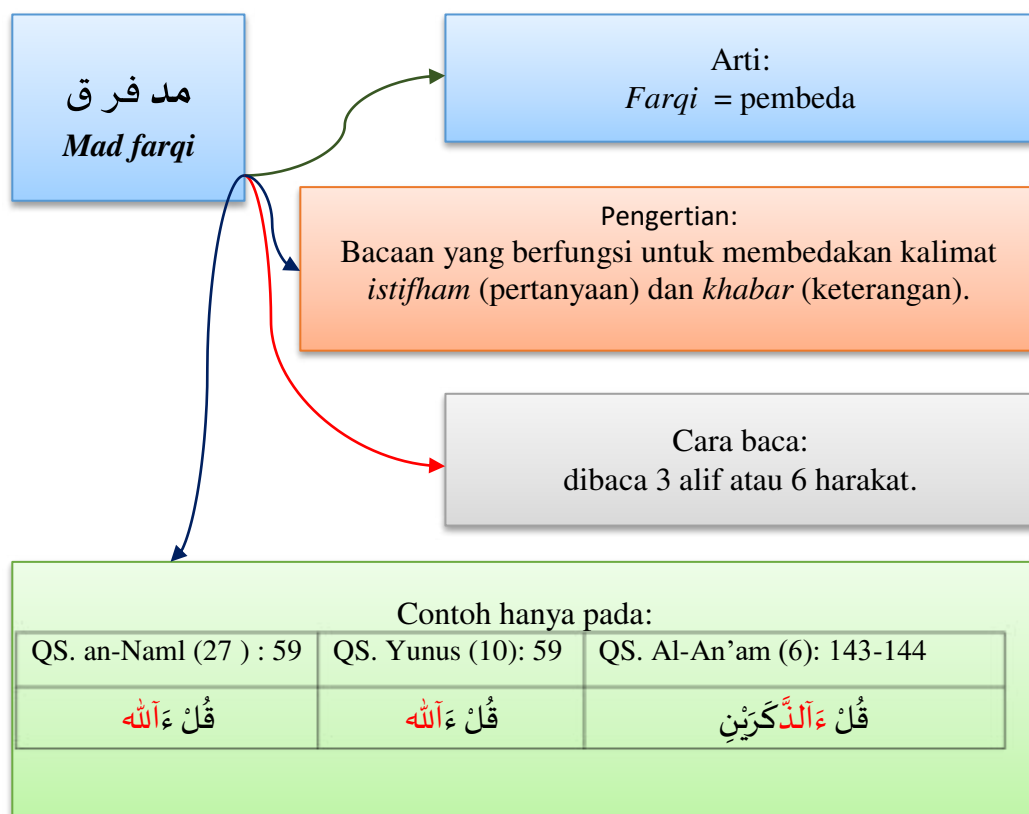 مد فر ق
Mad farqi
Arti:
Farqi = pembeda
Pengertian:
Bacaan yang berfungsi untuk membedakan kalimat
istifham (pertanyaan) dan khabar (keterangan).
Cara baca:
dibaca 3 alif atau 6 harakat.
Contoh hanya pada:
QS. an-Naml (27 ) : 59 QS. Yunus (10): 59 QS. Al-An’am (6): 143-144
قُلْ ءَآلله قُلْ ءَآلله قُلْ ءَآلذَّكَرَيْنِ